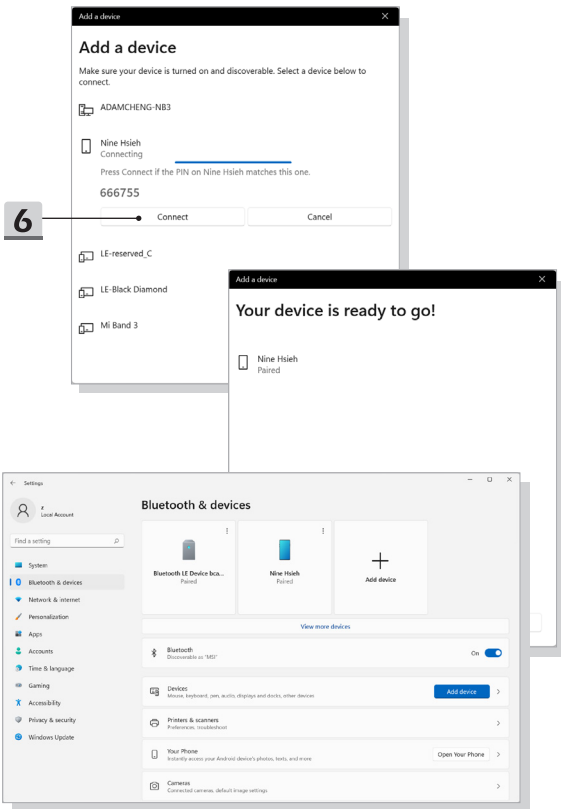 Add a device
Add a device
Make sure your device is turned on and discoverable. Select a device below to
connect.
ADAMCHENG-NB3
Nine Hsieh
Connecting
Press Connect if the PIN on Nine Hsieh matches this one.
666755
6
Connect
Cancel
LE-reserved_C
LE-Black Diamond
Mi Band 3
Add a device
Your device is ready to go!
Nine Hsieh
Paired
Settings
z
Local Account
Find a setting
System
Bluetooth & devices
Network & internet
Personalization
Apps
Accounts
Time & language
Gaming
Accessibility
Privacy & security
Windows Update
Bluetooth & devices
Bluetooth LE Device bca...
Paired
Nine Hsieh
Paired
Add device
View more devices
Bluetooth
Discoverable as "MSI"
On
Devices
Mouse, keyboard, pen, audio, displays and docks, other devices
Add device
Printers & scanners
Preferences, troubleshoot
Your Phone
Instantly access your Android device's photos, texts, and more
Open Your Phone
Cameras
Connected cameras, default image settings